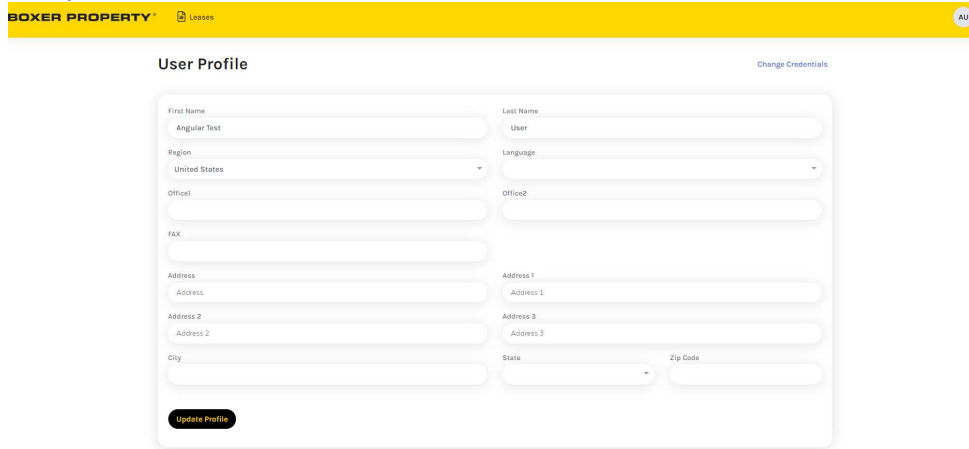 BOXER PROPERTY® Leases AU
User Profile Change Credentials
First Name Last Name
Angular Test User
Region Language
United States
Office1 Office2
FAX
Address Address 1
Address Address 1
Address 2 Address 3
Address 2 Address 3
City State Zip Code
Update Profile